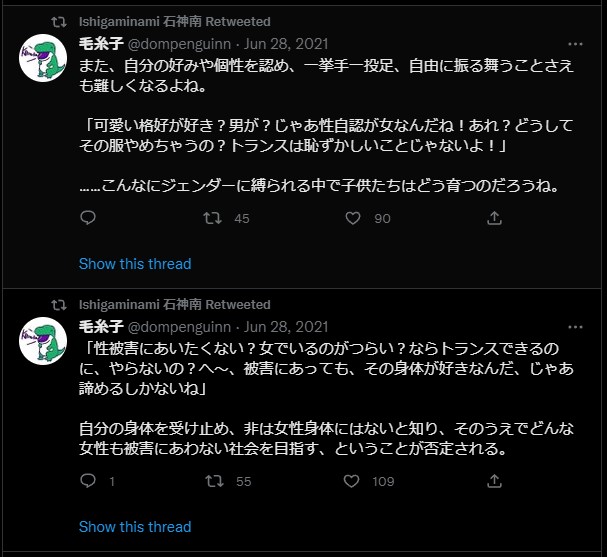 Ishigaminami 石神南 Retweeted
毛糸子 @dompenguinn · Jun 28, 2021
また、自分の好みや個性を認め、一挙手一投足、自由に振る舞うことさえ
も難しくなるよね。
「可愛い格好が好き？男が？じゃあ性自認が女なんだね！あれ？どうして
その服やめちゃうの？トランスは恥ずかしいことじゃないよ！」
……こんなにジェンダーに縛られる中で子供たちはどう育つのだろうね。
45 90
Show this thread
Ishigaminami 石神南 Retweeted
毛糸子 @dompenguinn · Jun 28, 2021
「性被害にあいたくない？女でいるのがつらい？ならトランスできるの
に、やらないの？へ〜、被害にあっても、その身体が好きなんだ、じゃあ
諦めるしかないね」
自分の身体を受け止め、非は女性身体にはないと知り、そのうえでどんな
女性も被害にあわない社会を目指す、ということが否定される。
1 55 109
Show this thread